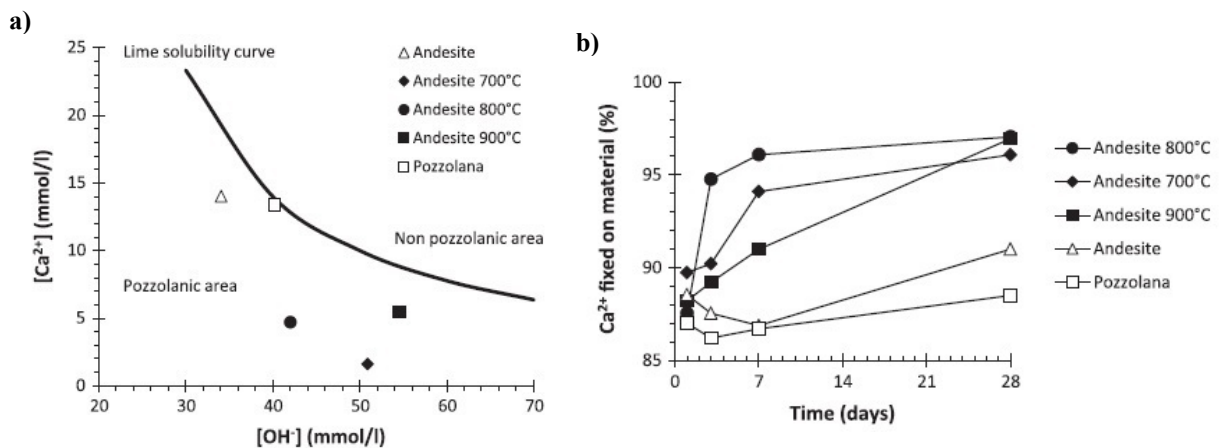 a)
Lime solubility curve
△ Andesite
◆ Andesite 700°C
● Andesite 800°C
■ Andesite 900°C
□ Pozzolana
Non pozzolanic area
Pozzolanic area
[Ca²⁺] (mmol/l)
25
20
15
10
5
0
20 30 40 50 60 70
[OH⁻] (mmol/l)
b)
Ca²⁺ fixed on material (%)
100
95
90
85
0 7 14 21 28
Time (days)
Andesite 800°C
Andesite 700°C
Andesite 900°C
Andesite
Pozzolana